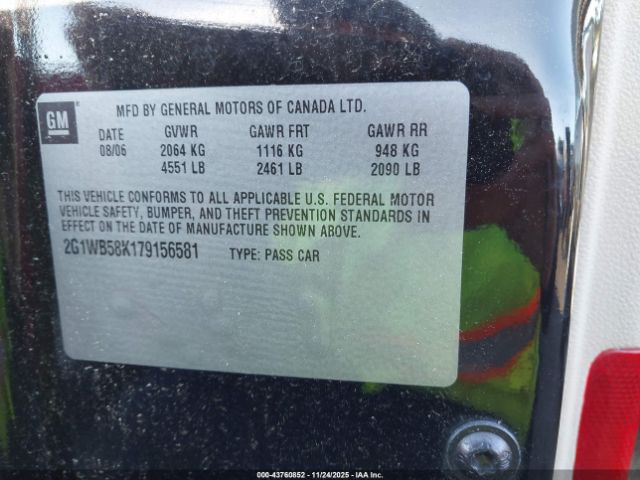 GM
MFD BY GENERAL MOTORS OF CANADA LTD.
DATE GVWR GAWR FRT GAWR RR
08/06 2064 KG 1116 KG 948 KG
4551 LB 2461 LB 2090 LB
THIS VEHICLE CONFORMS TO ALL APPLICABLE U.S. FEDERAL MOTOR
VEHICLE SAFETY, BUMPER, AND THEFT PREVENTION STANDARDS IN
EFFECT ON THE DATE OF MANUFACTURE SHOWN ABOVE.
2G1WB58K179156581 TYPE: PASS CAR
00-43760852 - 11/24/2025 - IAA Inc.